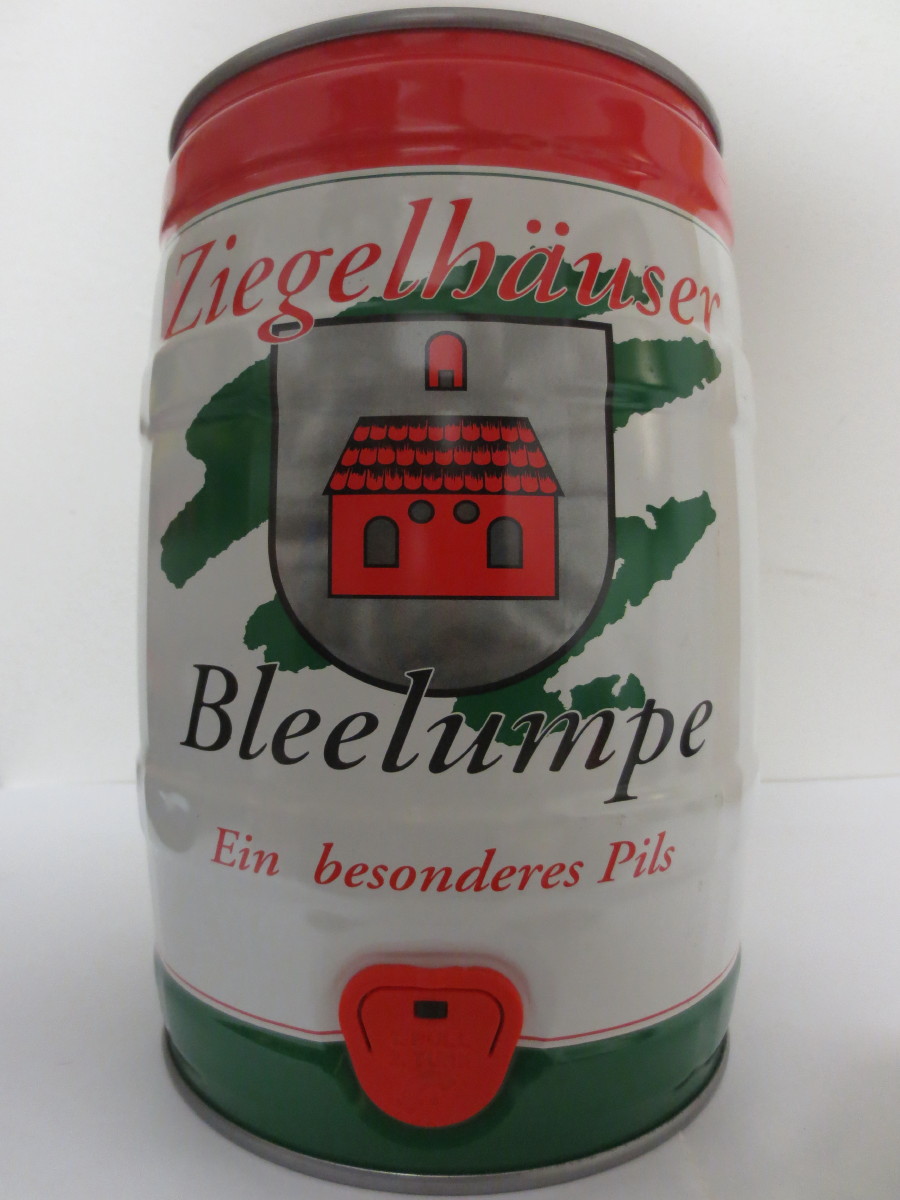 Ziegelhäuser
Bleelumpe
Ein besonderes Pils